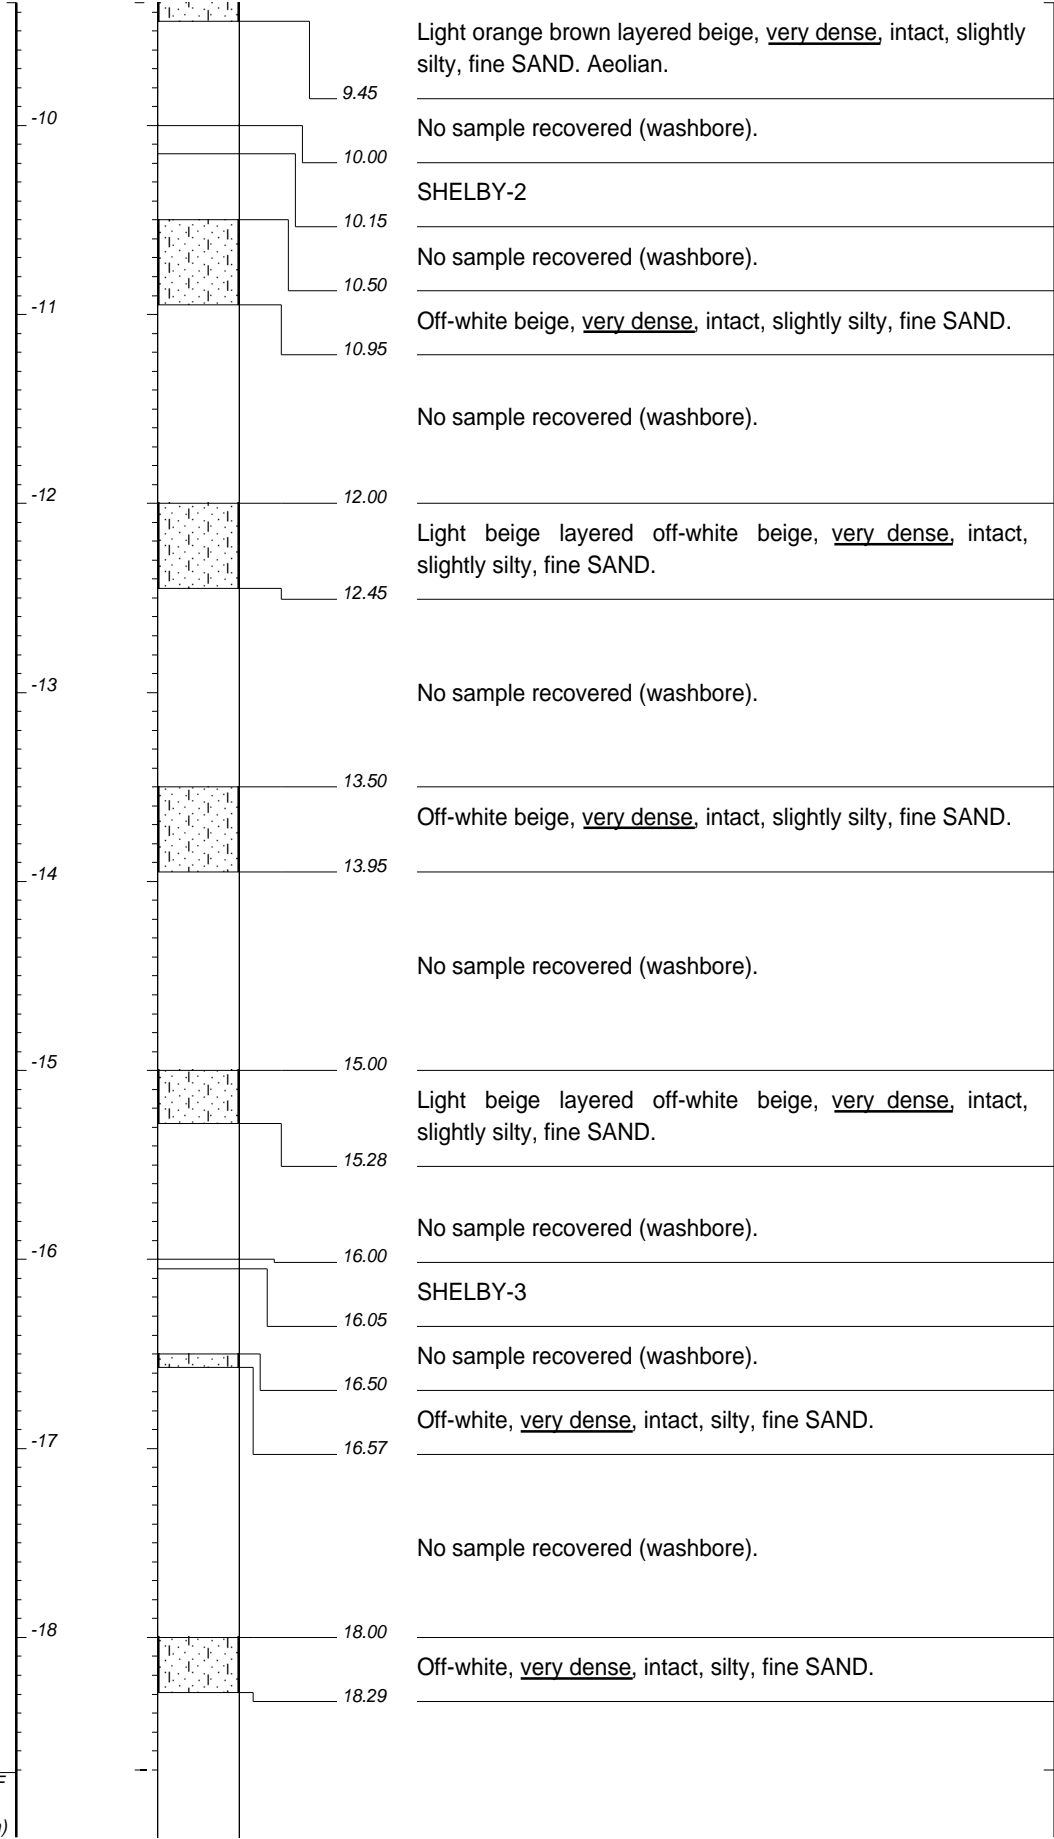 Light orange brown layered beige, very dense, intact, slightly
silty, fine SAND. Aeolian.
9.45
-10
No sample recovered (washbore).
10.00
SHELBY-2
10.15
No sample recovered (washbore).
10.50
-11
Off-white beige, very dense, intact, slightly silty, fine SAND.
10.95
No sample recovered (washbore).
-12
12.00
Light beige layered off-white beige, very dense, intact,
slightly silty, fine SAND.
12.45
-13
No sample recovered (washbore).
13.50
Off-white beige, very dense, intact, slightly silty, fine SAND.
13.95
-14
No sample recovered (washbore).
-15
15.00
Light beige layered off-white beige, very dense, intact,
slightly silty, fine SAND.
15.28
No sample recovered (washbore).
-16
16.00
SHELBY-3
16.05
No sample recovered (washbore).
16.50
Off-white, very dense, intact, silty, fine SAND.
-17
16.57
No sample recovered (washbore).
-18
18.00
Off-white, very dense, intact, silty, fine SAND.
18.29